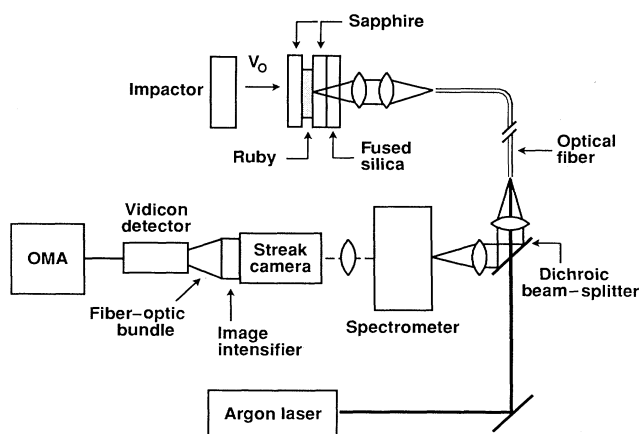 Sapphire
V_O
Impactor
Ruby
Fused
silica
Optical
fiber
Vidicon
detector
OMA
Streak
camera
Fiber-optic
bundle
Image
intensifier
Spectrometer
Dichroic
beam-splitter
Argon laser